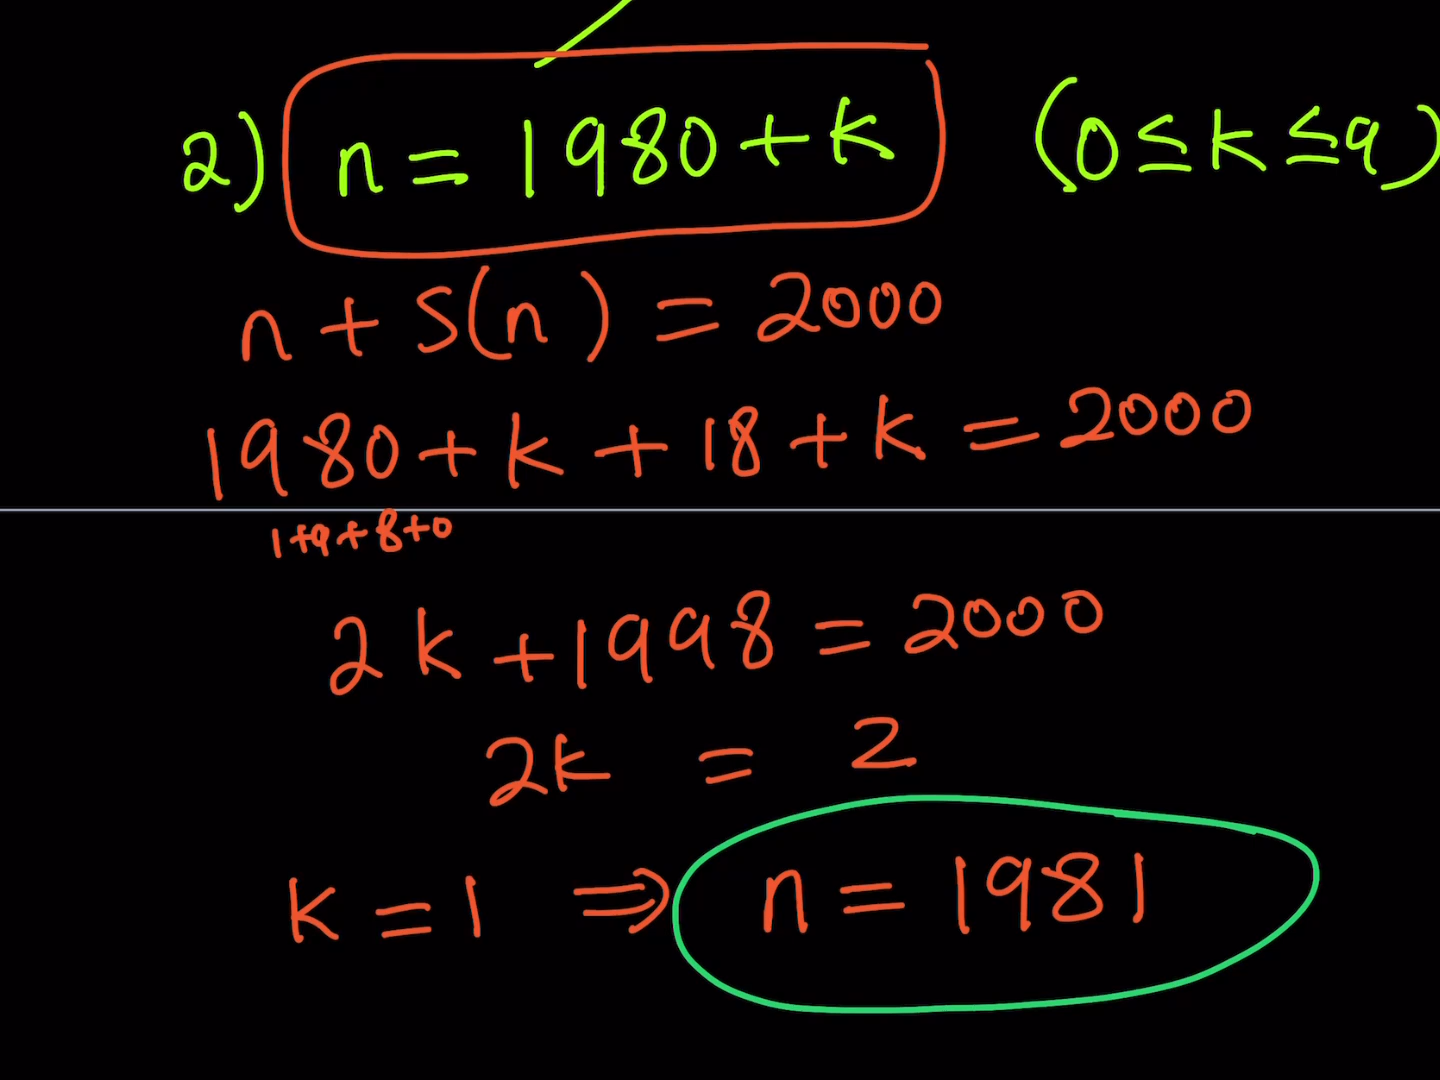 2) n = 1980 + k (0 ≤ k ≤ 9)
n + S(n) = 2000
1980 + k + 18 + k = 2000
1+9+8+0
2k + 1998 = 2000
2k = 2
k = 1 ⇒ n = 1981